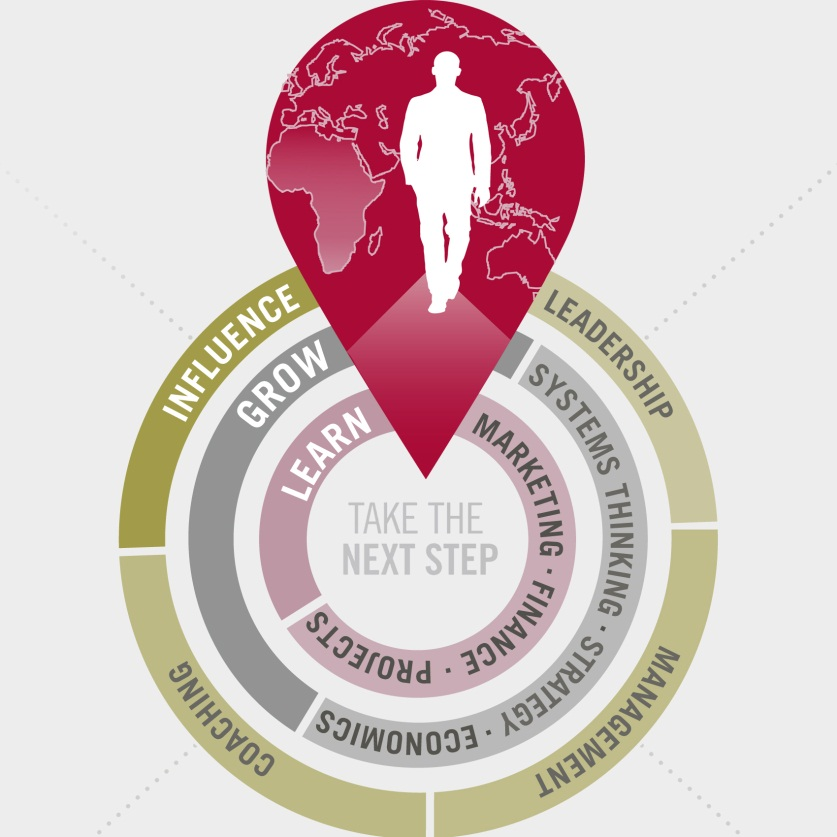 INFLUENCE
LEADERSHIP
MANAGEMENT
COACHING
GROW
SYSTEMS THINKING · STRATEGY · ECONOMICS
LEARN
MARKETING · FINANCE · PROJECTS
TAKE THE
NEXT STEP